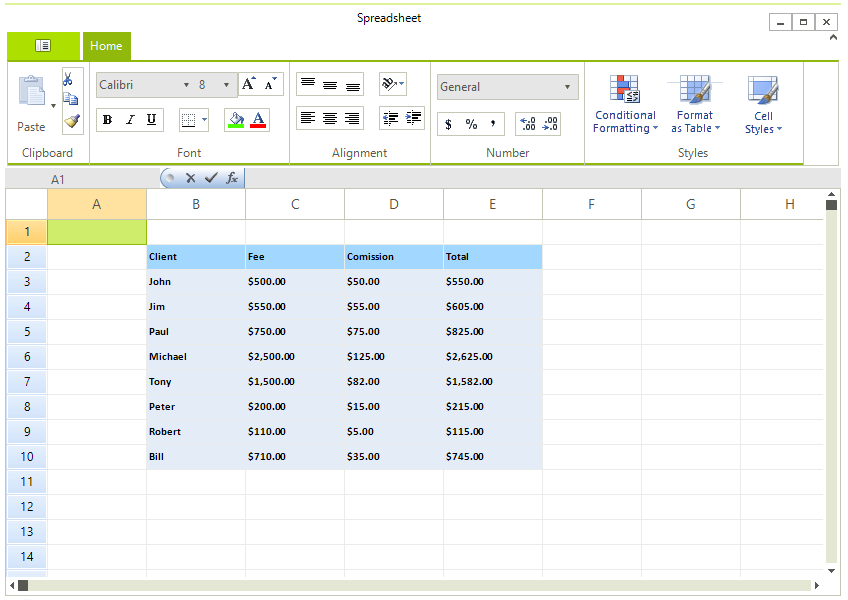 Spreadsheet
Home
Calibri 8 A A General
Paste B I U $ % , .00 .00
Conditional Formatting Format as Table Cell Styles
Clipboard Font Alignment Number Styles
A1 fx
A B C D E F G H
1
2 Client Fee Comission Total
3 John $500.00 $50.00 $550.00
4 Jim $550.00 $55.00 $605.00
5 Paul $750.00 $75.00 $825.00
6 Michael $2,500.00 $125.00 $2,625.00
7 Tony $1,500.00 $82.00 $1,582.00
8 Peter $200.00 $15.00 $215.00
9 Robert $110.00 $5.00 $115.00
10 Bill $710.00 $35.00 $745.00
11
12
13
14